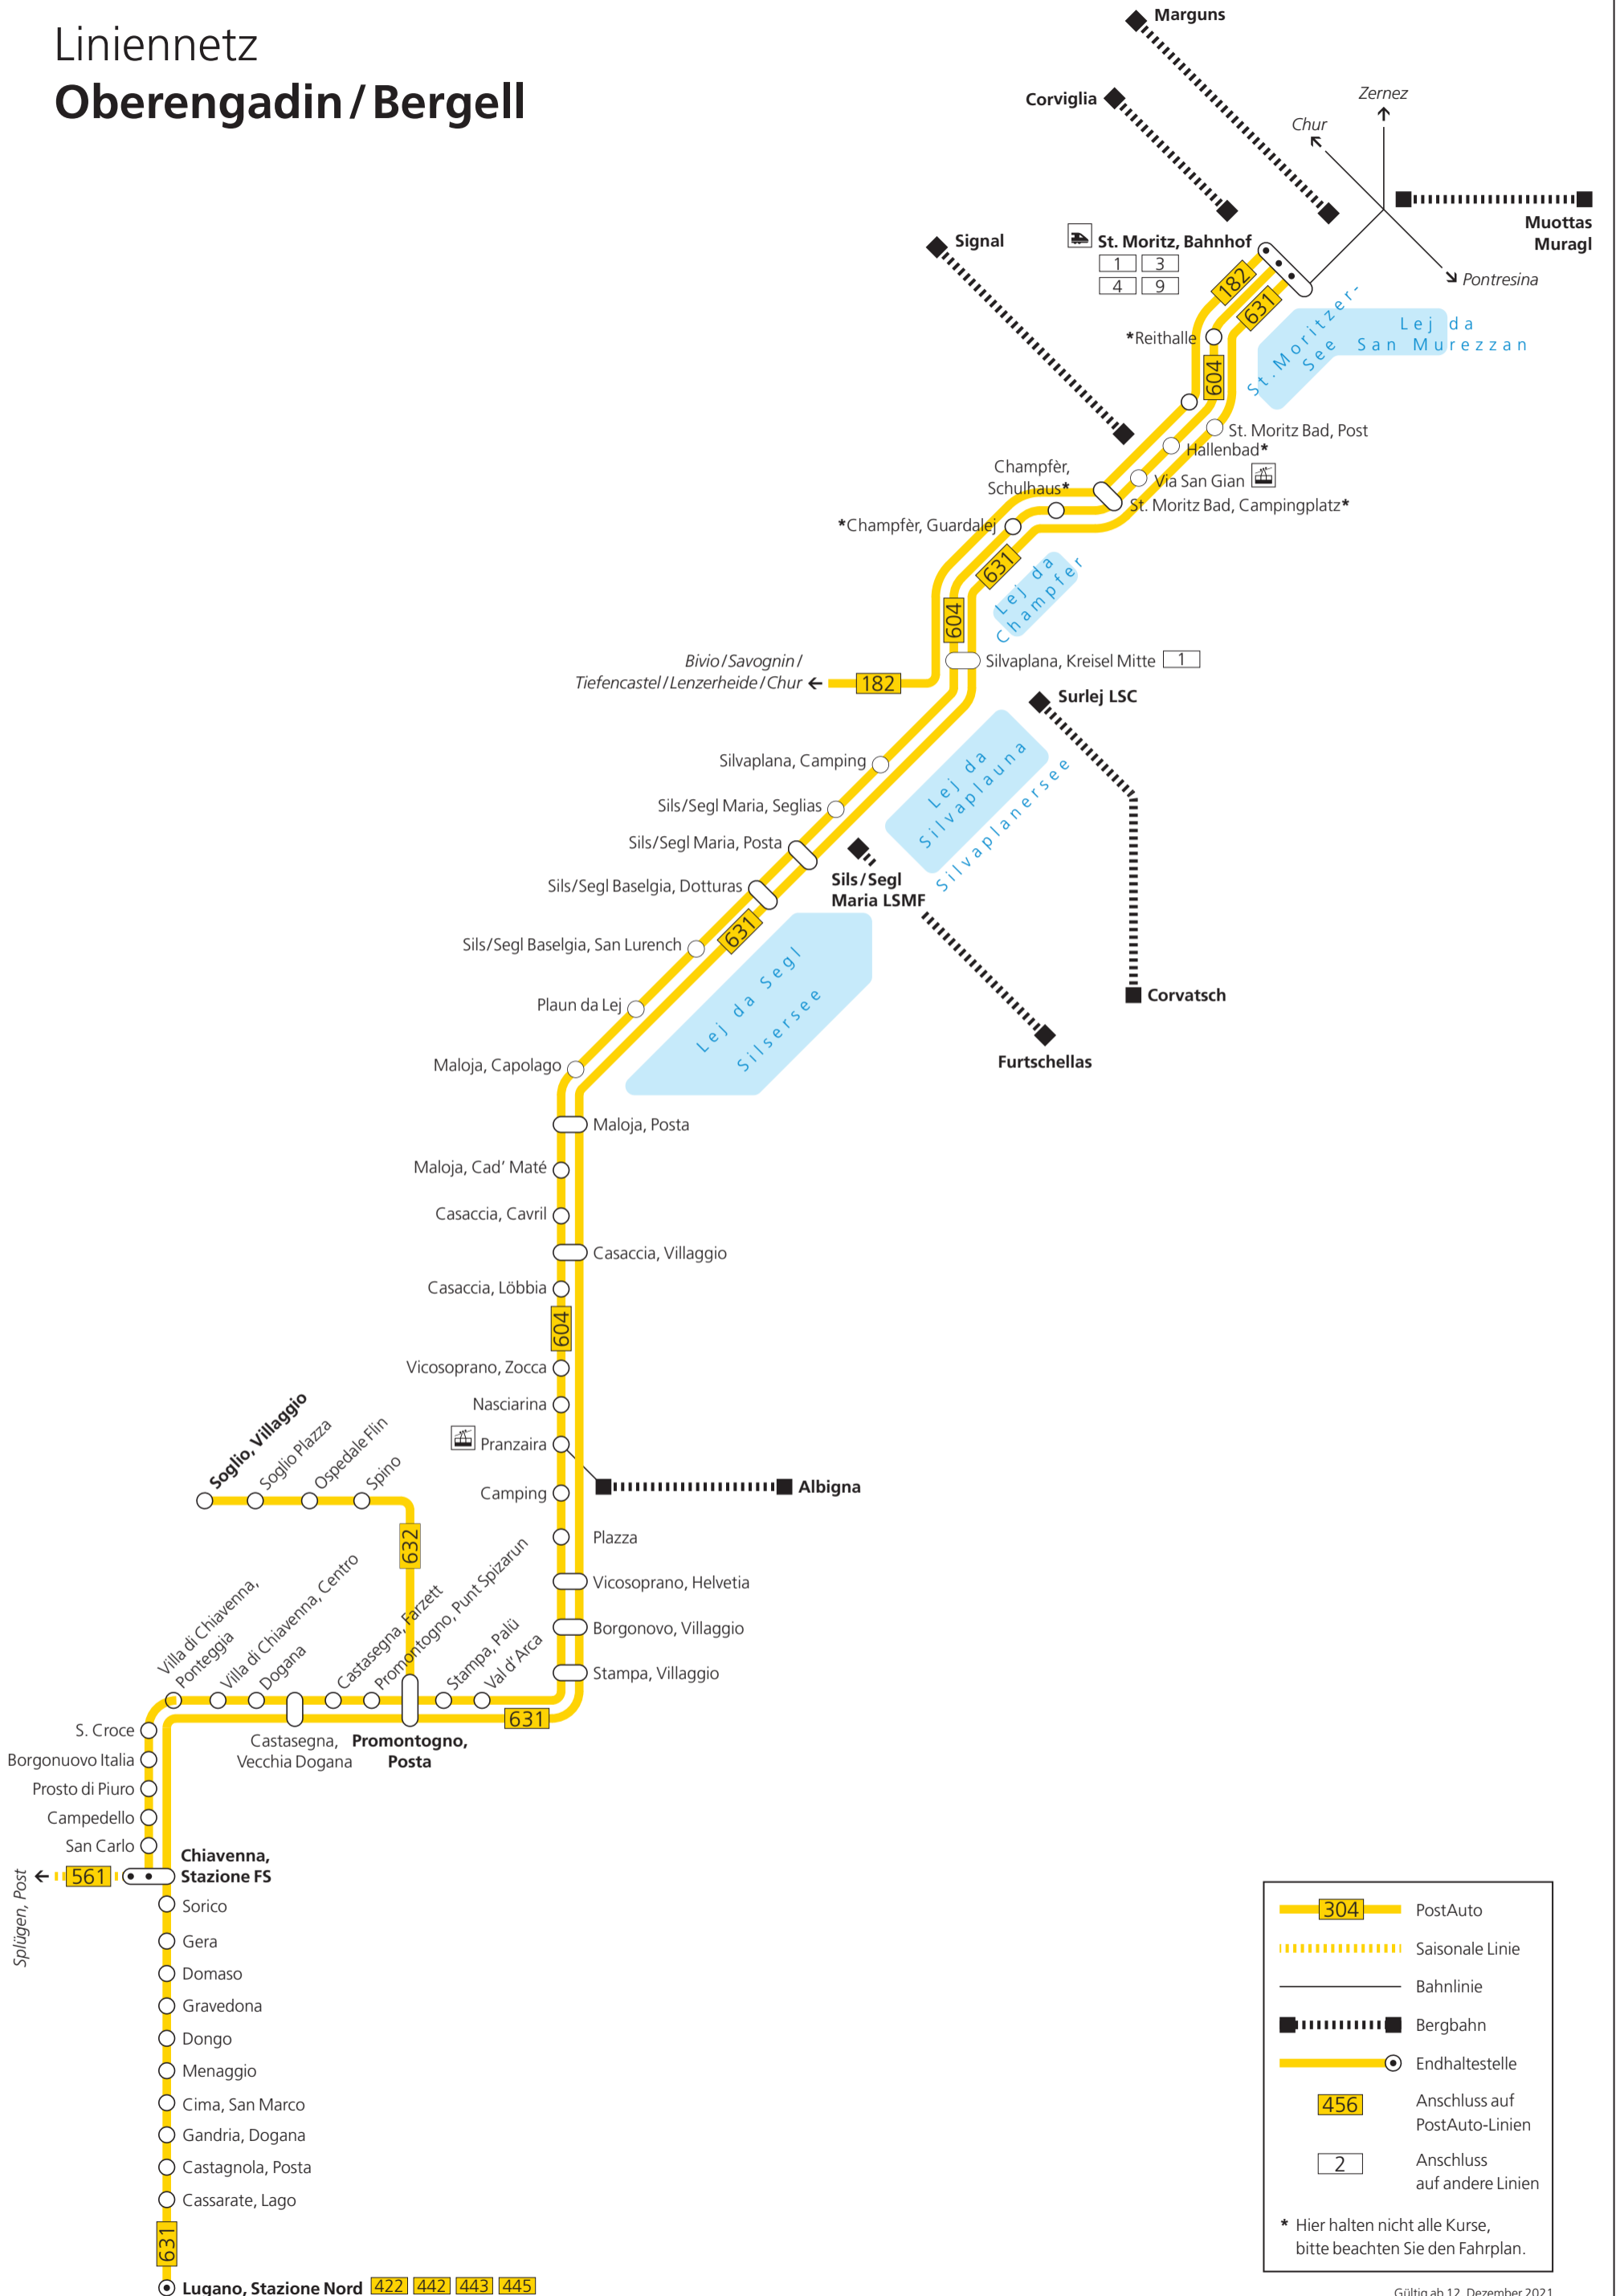 Liniennetz
Oberengadin / Bergell
Marguns
Corviglia
Zernez
Chur
Muottas
Muragl
Pontresina
Signal
St. Moritz, Bahnhof
1 3
4 9
182
631
*Reithalle
604
St. Moritzer-
See
Lej da
San Murezzan
St. Moritz Bad, Post
Hallenbad*
Via San Gian
St. Moritz Bad, Campingplatz*
Champfèr,
Schulhaus*
*Champfèr, Guardalej
631
Lej da
Champfer
604
Bivio / Savognin /
Tiefencastel / Lenzerheide / Chur
182
Silvaplana, Kreisel Mitte 1
Surlej LSC
Silvaplana, Camping
Lej da
Silvaplauna
Silvaplanersee
Sils/Segl Maria, Seglias
Sils/Segl Maria, Posta
Sils / Segl
Maria LSMF
Sils/Segl Baselgia, Dotturas
631
Sils/Segl Baselgia, San Lurench
Lej da Segl
Silsersee
Corvatsch
Furtschellas
Plaun da Lej
Maloja, Capolago
Maloja, Posta
Maloja, Cad’ Maté
Casaccia, Cavril
Casaccia, Villaggio
Casaccia, Löbbia
604
Vicosoprano, Zocca
Nasciarina
Pranzaira
Albigna
Camping
Plazza
Vicosoprano, Helvetia
Borgonovo, Villaggio
Stampa, Villaggio
Soglio, Villaggio
Soglio Plazza
Ospedale Flin
Spino
632
Villa di Chiavenna,
Ponteggia
Villa di Chiavenna, Centro
Dogana
Castasegna, Farzett
Promontogno, Punt Spizarun
Stampa, Palü
Val d’Arca
631
Castasegna,
Vecchia Dogana
Promontogno,
Posta
S. Croce
Borgonuovo Italia
Prosto di Piuro
Campedello
San Carlo
Chiavenna,
Stazione FS
561
Splügen, Post
Sorico
Gera
Domaso
Gravedona
Dongo
Menaggio
Cima, San Marco
Gandria, Dogana
Castagnola, Posta
Cassarate, Lago
631
Lugano, Stazione Nord 422 442 443 445
304 PostAuto
Saisonale Linie
Bahnlinie
Bergbahn
Endhaltestelle
456 Anschluss auf
PostAuto-Linien
2 Anschluss
auf andere Linien
* Hier halten nicht alle Kurse,
bitte beachten Sie den Fahrplan.
Gültig ab 12. Dezember 2021